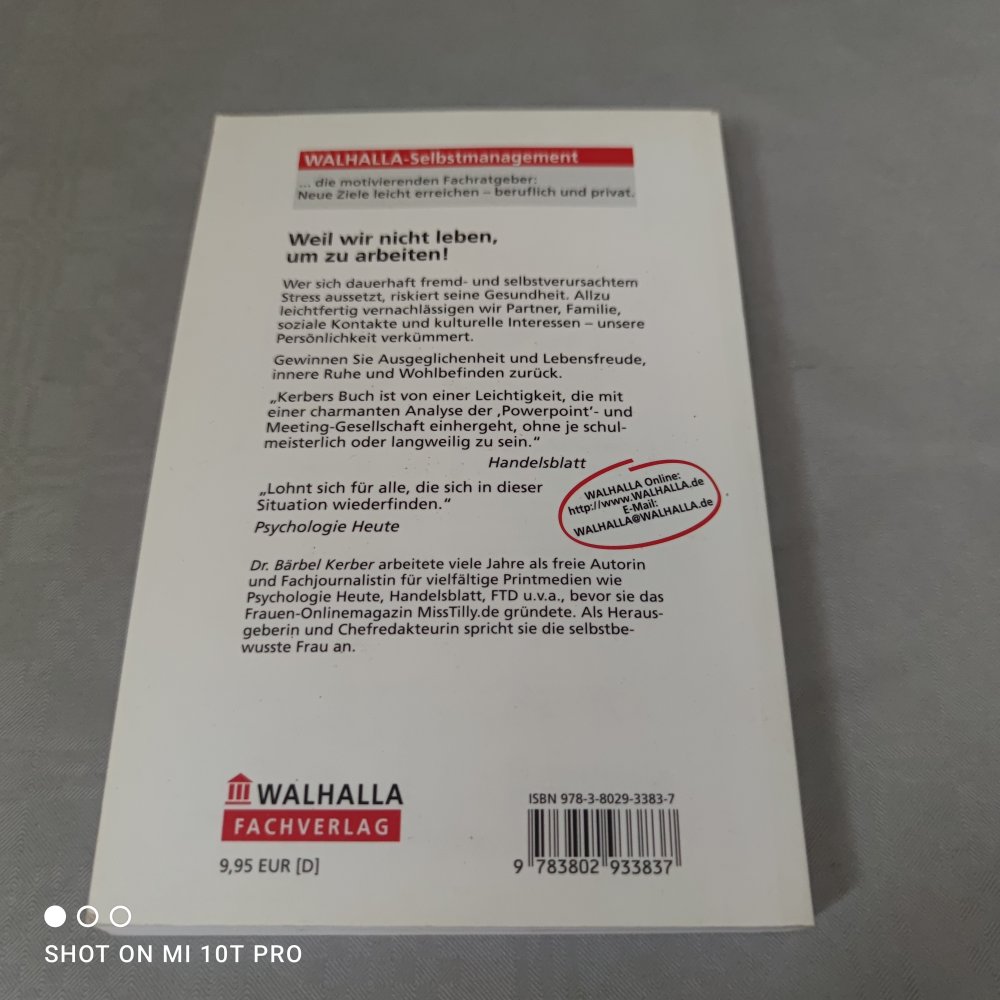 WALHALLA-Selbstmanagement
... die motivierenden Fachratgeber:
Neue Ziele leicht erreichen – beruflich und privat.
Weil wir nicht leben,
um zu arbeiten!
Wer sich dauerhaft fremd- und selbstverursachtem
Stress aussetzt, riskiert seine Gesundheit. Allzu
leichtfertig vernachlässigen wir Partner, Familie,
soziale Kontakte und kulturelle Interessen – unsere
Persönlichkeit verkümmert.
Gewinnen Sie Ausgeglichenheit und Lebensfreude,
innere Ruhe und Wohlbefinden zurück.
„Kerbers Buch ist von einer Leichtigkeit, die mit
einer charmanten Analyse der ‚Powerpoint‘- und
Meeting-Gesellschaft einhergeht, ohne je schul-
meisterlich oder langweilig zu sein.“
Handelsblatt
„Lohnt sich für alle, die sich in dieser
Situation wiederfinden.“
Psychologie Heute
WALHALLA Online:
http://www.WALHALLA.de
E-Mail:
WALHALLA@WALHALLA.de
Dr. Bärbel Kerber arbeitete viele Jahre als freie Autorin
und Fachjournalistin für vielfältige Printmedien wie
Psychologie Heute, Handelsblatt, FTD u.v.a., bevor sie das
Frauen-Onlinemagazin MissTilly.de gründete. Als Heraus-
geberin und Chefredakteurin spricht sie die selbstbe-
wusste Frau an.
WALHALLA
FACHVERLAG
9,95 EUR [D]
ISBN 978-3-8029-3383-7
9 783802 933837
SHOT ON MI 10T PRO